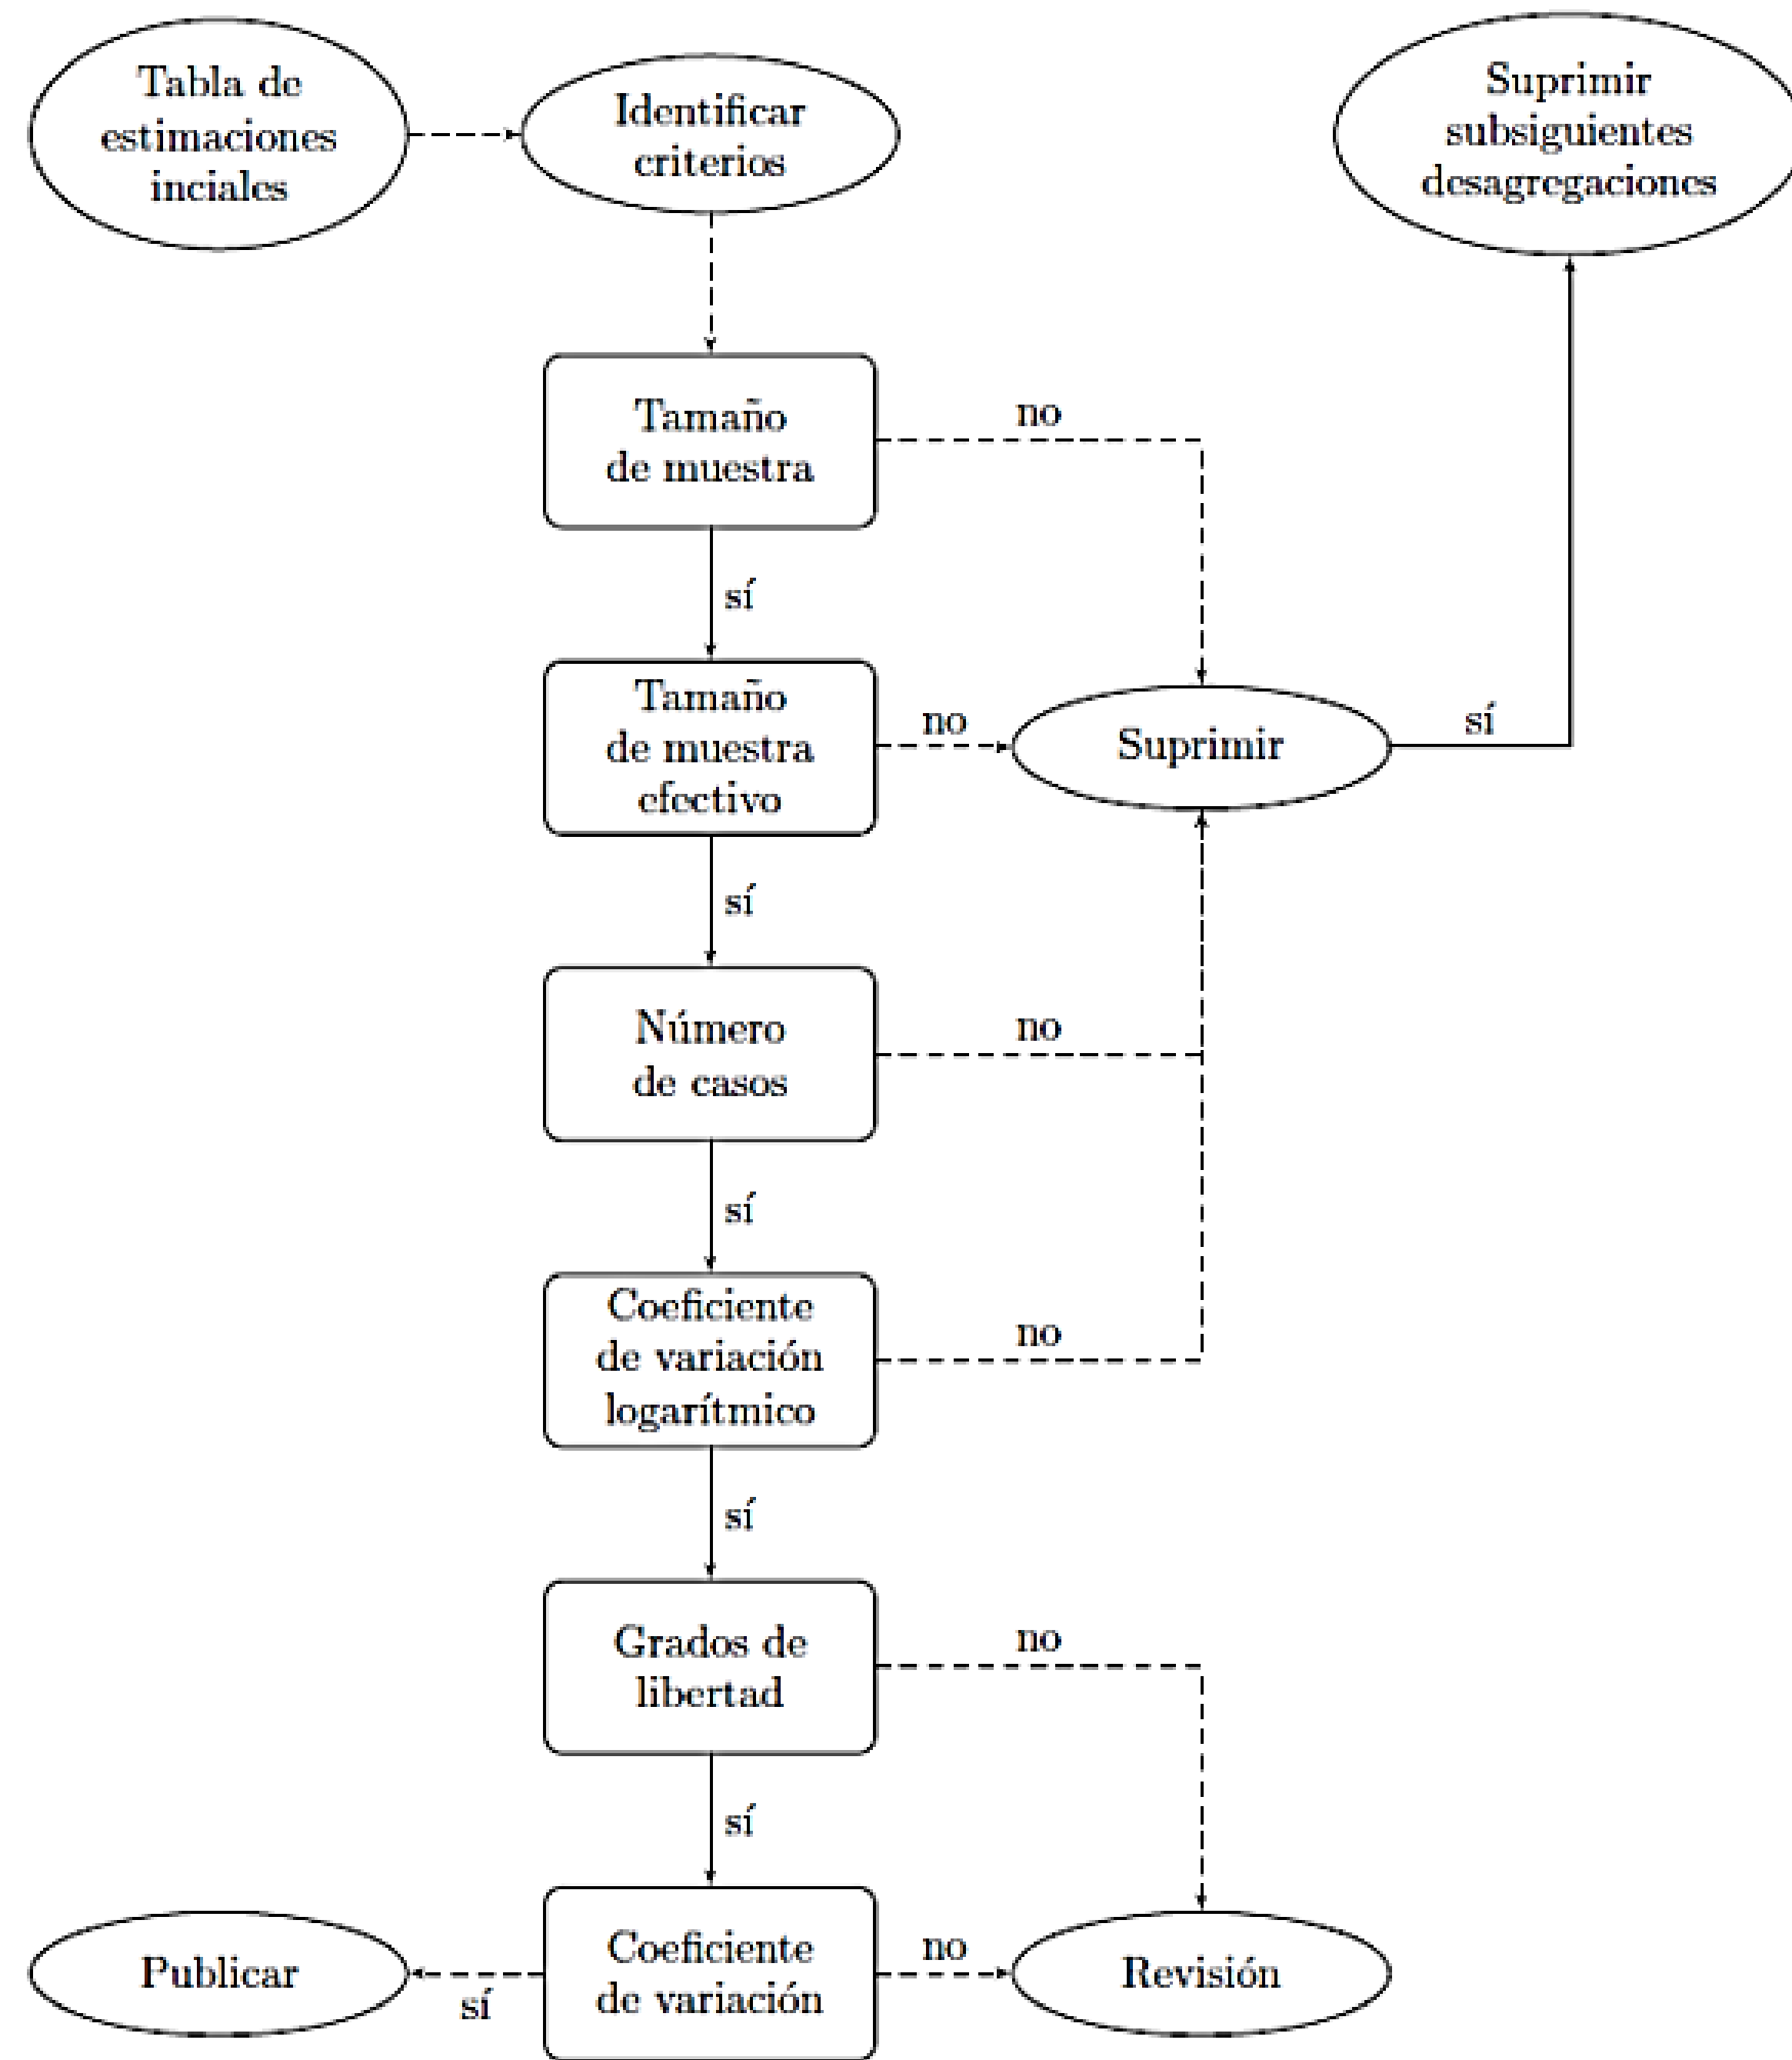 Tabla de
estimaciones
inciales
Identificar
criterios
Suprimir
subsiguientes
desagregaciones
Tamaño
de muestra
no
sí
Tamaño
de muestra
efectivo
no
Suprimir
sí
sí
Número
de casos
no
sí
Coeficiente
de variación
logarítmico
no
sí
Grados de
libertad
no
sí
Publicar
sí
Coeficiente
de variación
no
Revisión